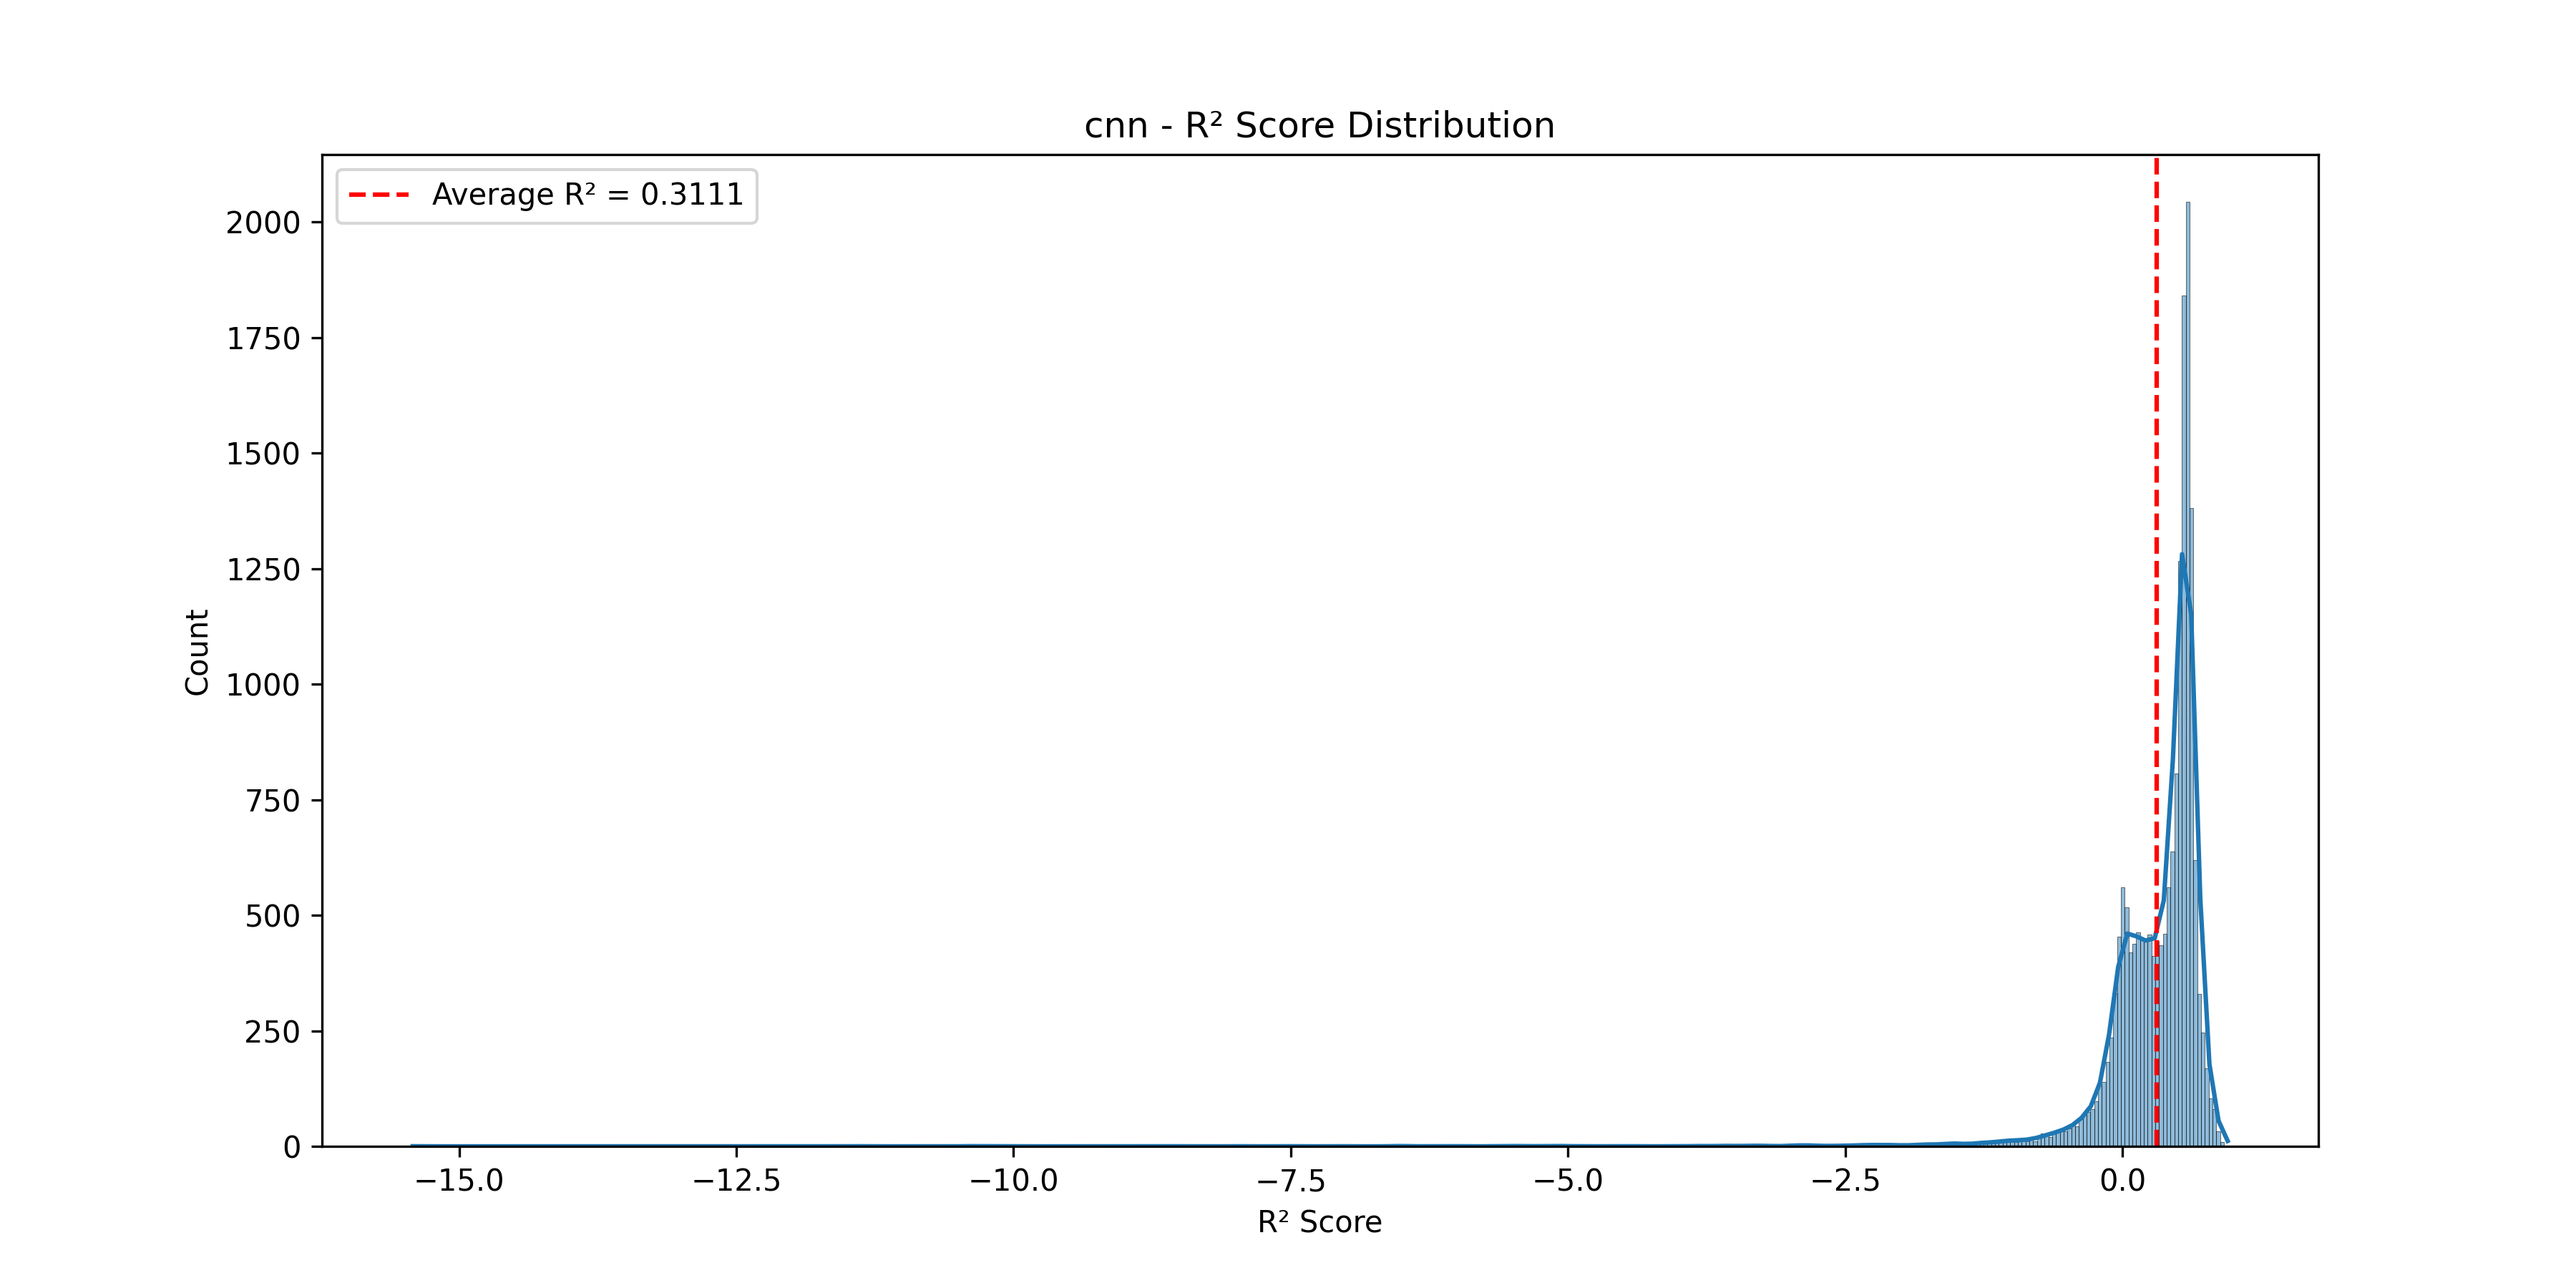 cnn - R² Score Distribution
Average R² = 0.3111
2000
1750
1500
1250
1000
750
500
250
0
Count
−15.0 −12.5 −10.0 −7.5 −5.0 −2.5 0.0
R² Score